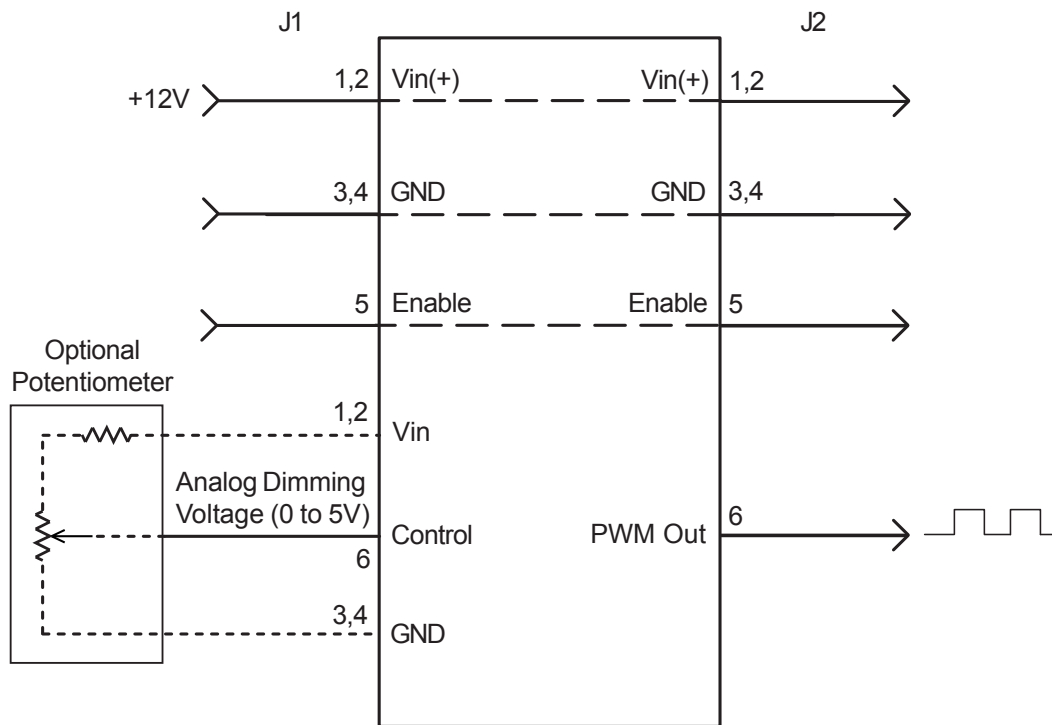 J1 J2
+12V 1,2 Vin(+) Vin(+) 1,2
3,4 GND GND 3,4
5 Enable Enable 5
Optional
Potentiometer
1,2 Vin
Analog Dimming
Voltage (0 to 5V) Control PWM Out 6
6
3,4 GND